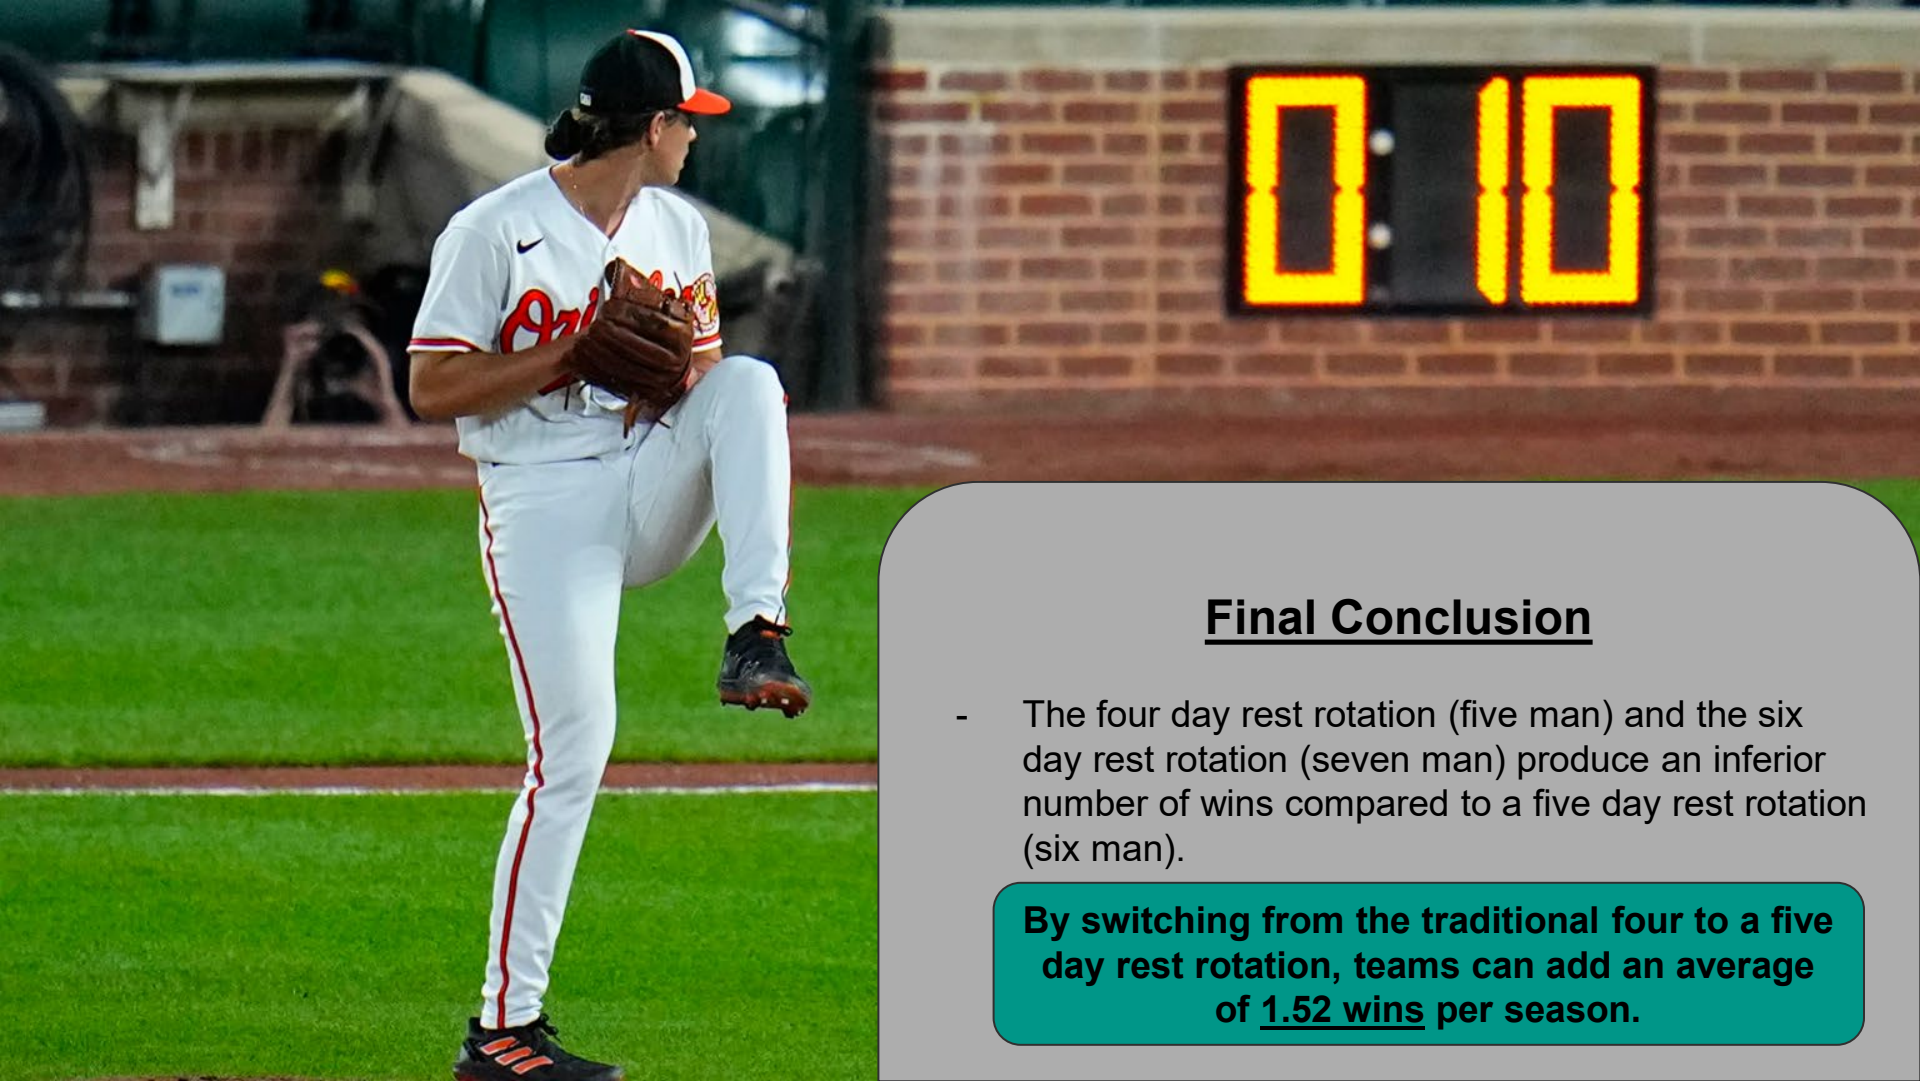 0:10
Final Conclusion
- The four day rest rotation (five man) and the six
day rest rotation (seven man) produce an inferior
number of wins compared to a five day rest rotation
(six man).
By switching from the traditional four to a five
day rest rotation, teams can add an average
of 1.52 wins per season.